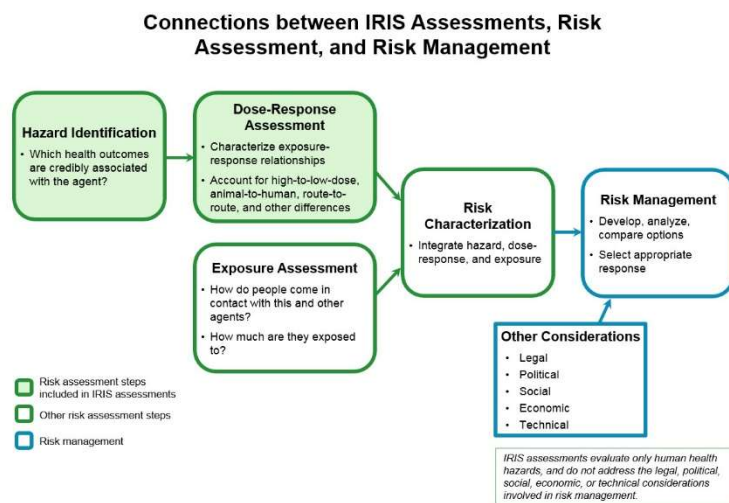 Connections between IRIS Assessments, Risk
Assessment, and Risk Management
Hazard Identification
• Which health outcomes
are credibly associated
with the agent?
Dose-Response
Assessment
• Characterize exposure-
response relationships
• Account for high-to-low-dose,
animal-to-human, route-to-
route, and other differences
Exposure Assessment
• How do people come in
contact with this and other
agents?
• How much are they exposed
to?
Risk
Characterization
• Integrate hazard, dose-
response, and exposure
Risk Management
• Develop, analyze,
compare options
• Select appropriate
response
Other Considerations
• Legal
• Political
• Social
• Economic
• Technical
Risk assessment steps
included in IRIS assessments
Other risk assessment steps
Risk management
IRIS assessments evaluate only human health
hazards, and do not address the legal, political,
social, economic, or technical considerations
involved in risk management.